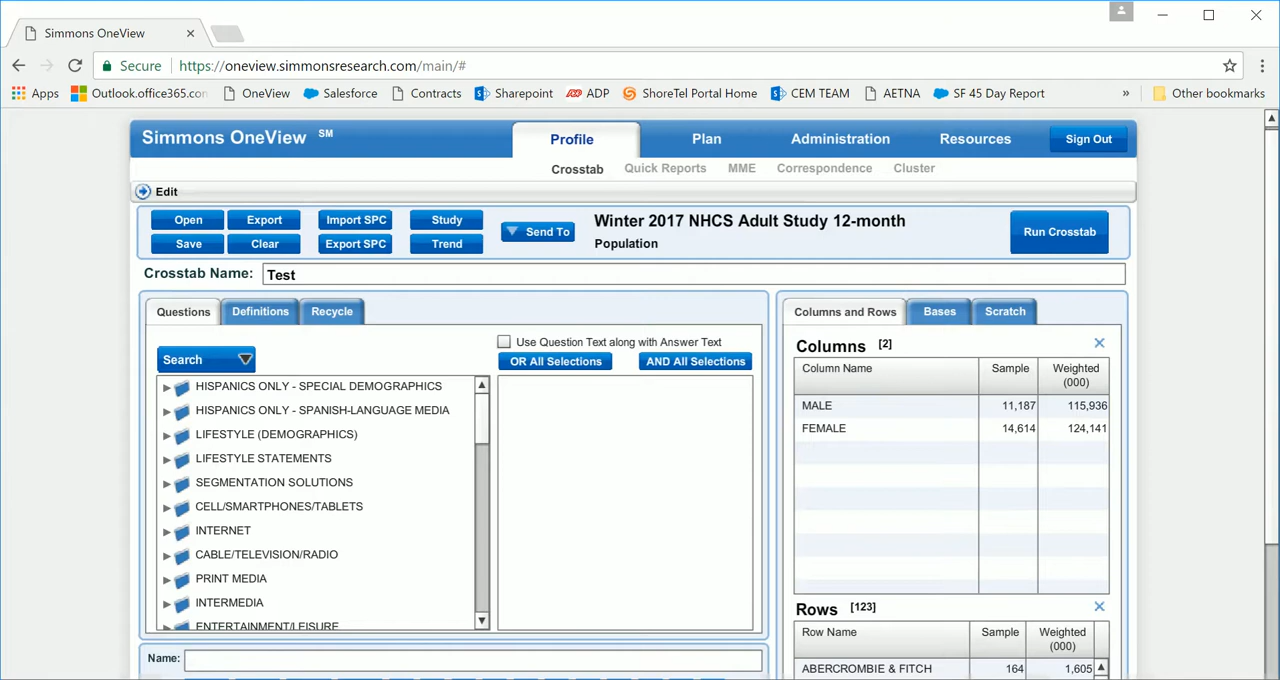 Simmons OneView
Secure https://oneview.simmonsresearch.com/main/#
Apps Outlook.office365.con OneView Salesforce Contracts Sharepoint ADP ShoreTel Portal Home CEM TEAM AETNA SF 45 Day Report » Other bookmarks
Simmons OneView SM Profile Plan Administration Resources Sign Out
Crosstab Quick Reports MME Correspondence Cluster
Edit
Open Export Import SPC Study Send To Winter 2017 NHCS Adult Study 12-month Run Crosstab
Save Clear Export SPC Trend Population
Crosstab Name: Test
Questions Definitions Recycle
Search
Use Question Text along with Answer Text
OR All Selections AND All Selections
HISPANICS ONLY - SPECIAL DEMOGRAPHICS
HISPANICS ONLY - SPANISH-LANGUAGE MEDIA
LIFESTYLE (DEMOGRAPHICS)
LIFESTYLE STATEMENTS
SEGMENTATION SOLUTIONS
CELL/SMARTPHONES/TABLETS
INTERNET
CABLE/TELEVISION/RADIO
PRINT MEDIA
INTERMEDIA
ENTERTAINMENT/LEISURE
Name:
Columns and Rows Bases Scratch
Columns [2]
Column Name Sample Weighted (000)
MALE 11,187 115,936
FEMALE 14,614 124,141
Rows [123]
Row Name Sample Weighted (000)
ABERCROMBIE & FITCH 164 1,605